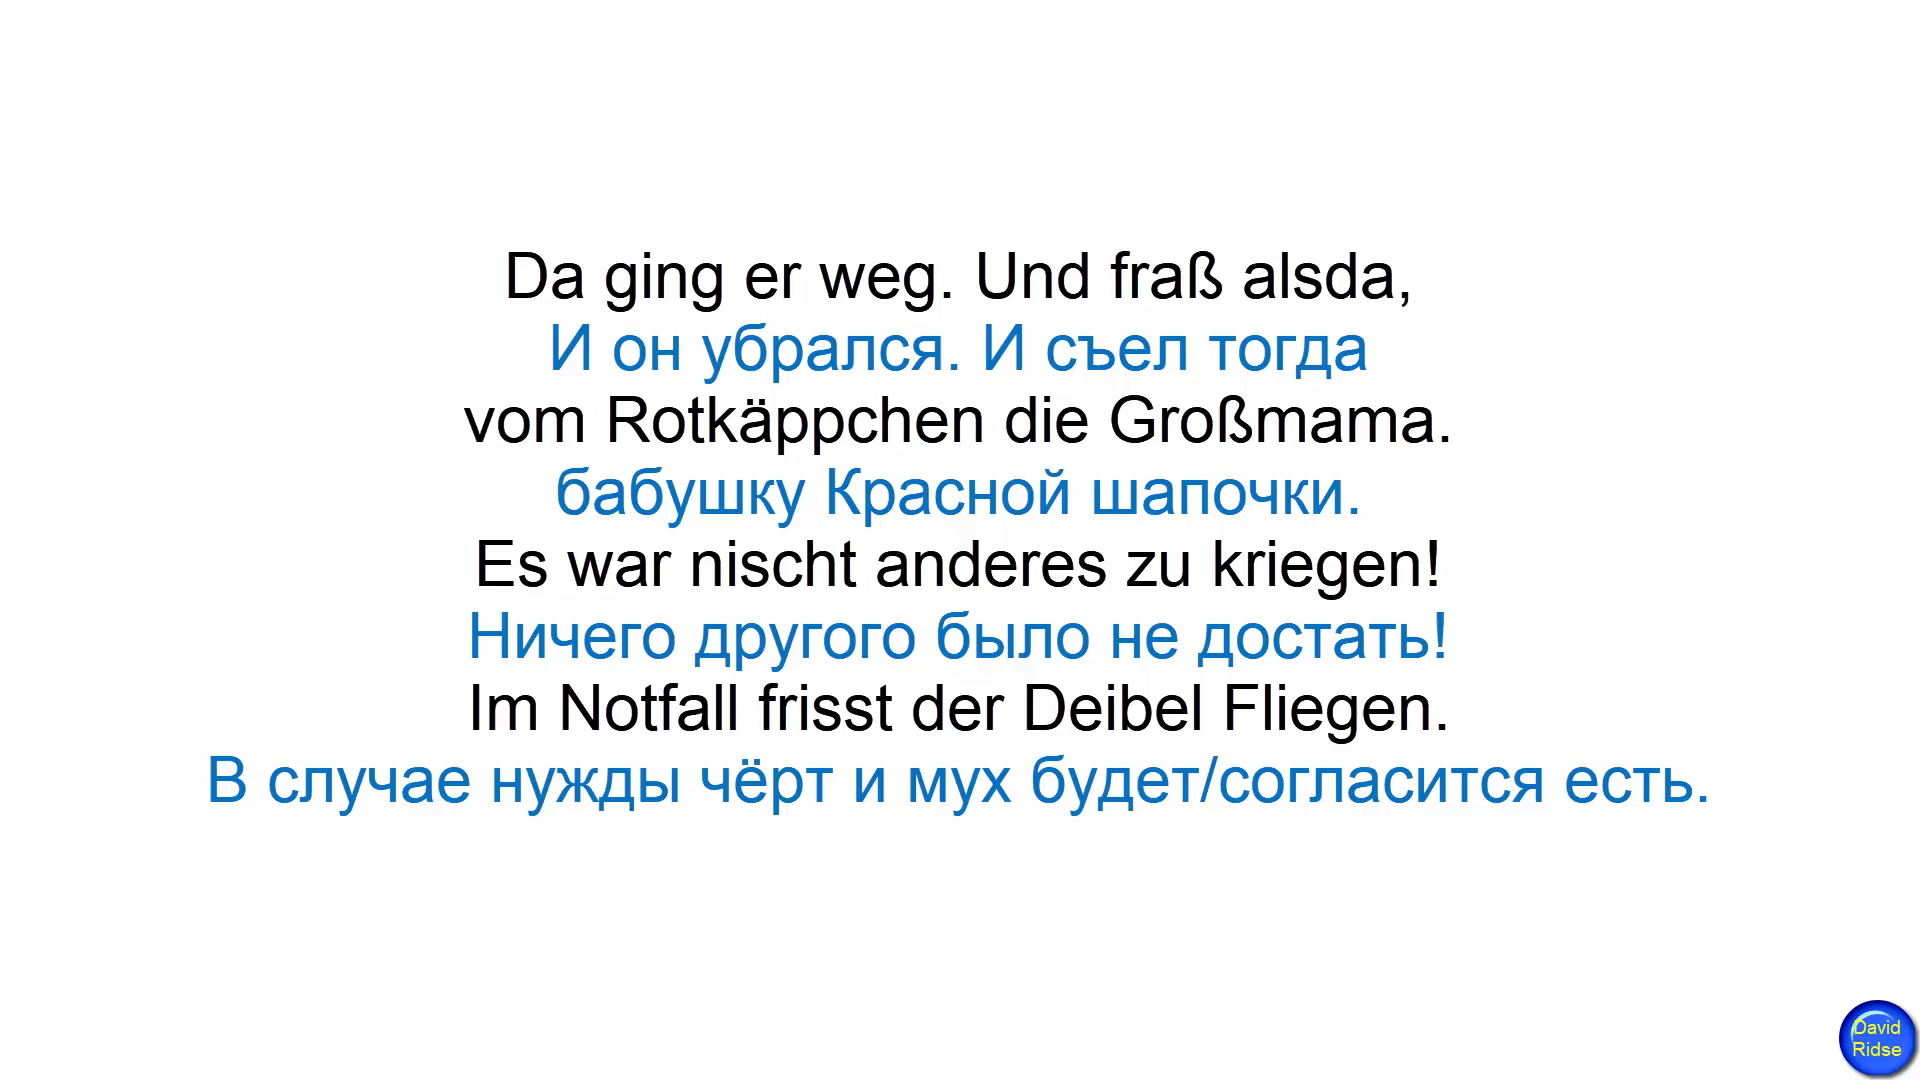 Da ging er weg. Und fraß alsda,
И он убрался. И съел тогда
vom Rotkäppchen die Großmama.
бабушку Красной шапочки.
Es war nischt anderes zu kriegen!
Ничего другого было не достать!
Im Notfall frisst der Deibel Fliegen.
В случае нужды чёрт и мух будет/согласится есть.
David
Ridse